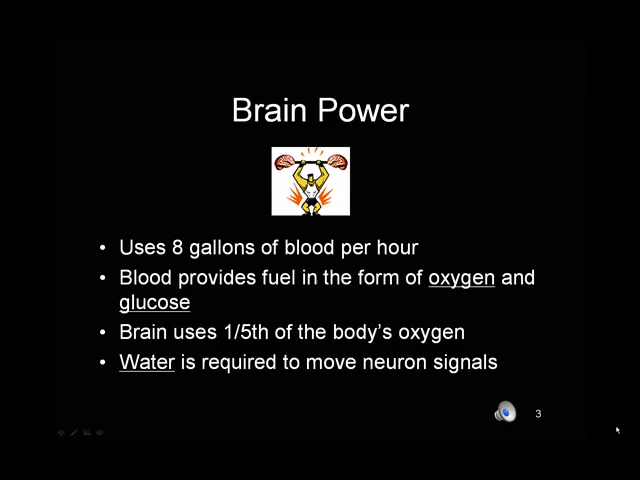 Brain Power
• Uses 8 gallons of blood per hour
• Blood provides fuel in the form of oxygen and
glucose
• Brain uses 1/5th of the body's oxygen
• Water is required to move neuron signals
3